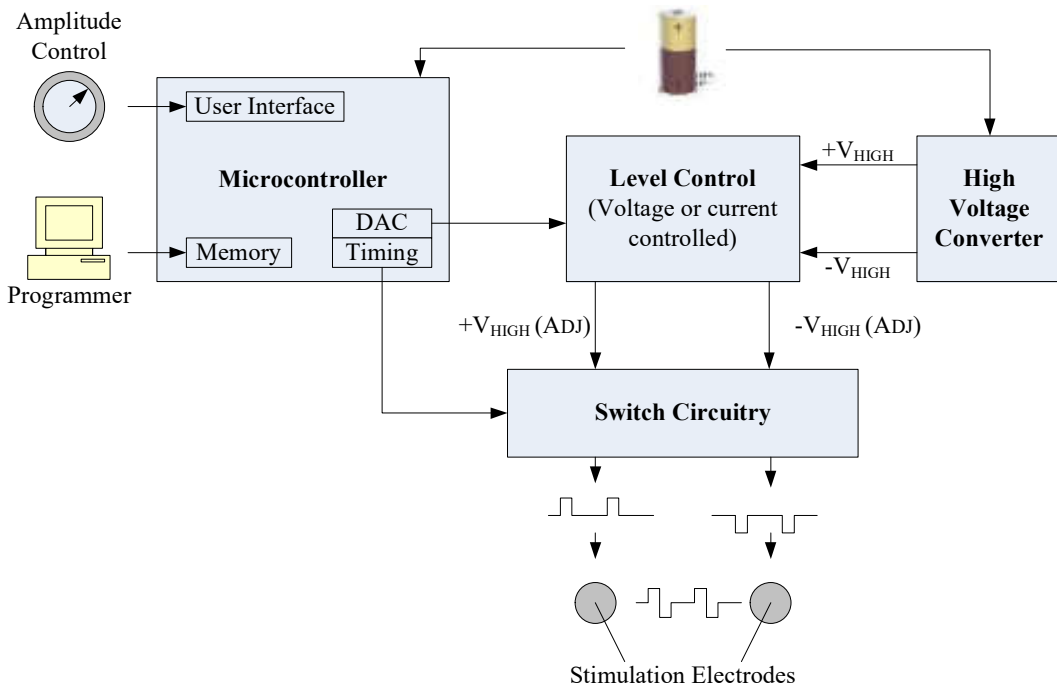 Amplitude
Control
User Interface
Microcontroller
DAC
Timing
Memory
Programmer
+
Level Control
(Voltage or current
controlled)
+VHIGH
-VHIGH
High
Voltage
Converter
+VHIGH (ADJ)
-VHIGH (ADJ)
Switch Circuitry
Stimulation Electrodes